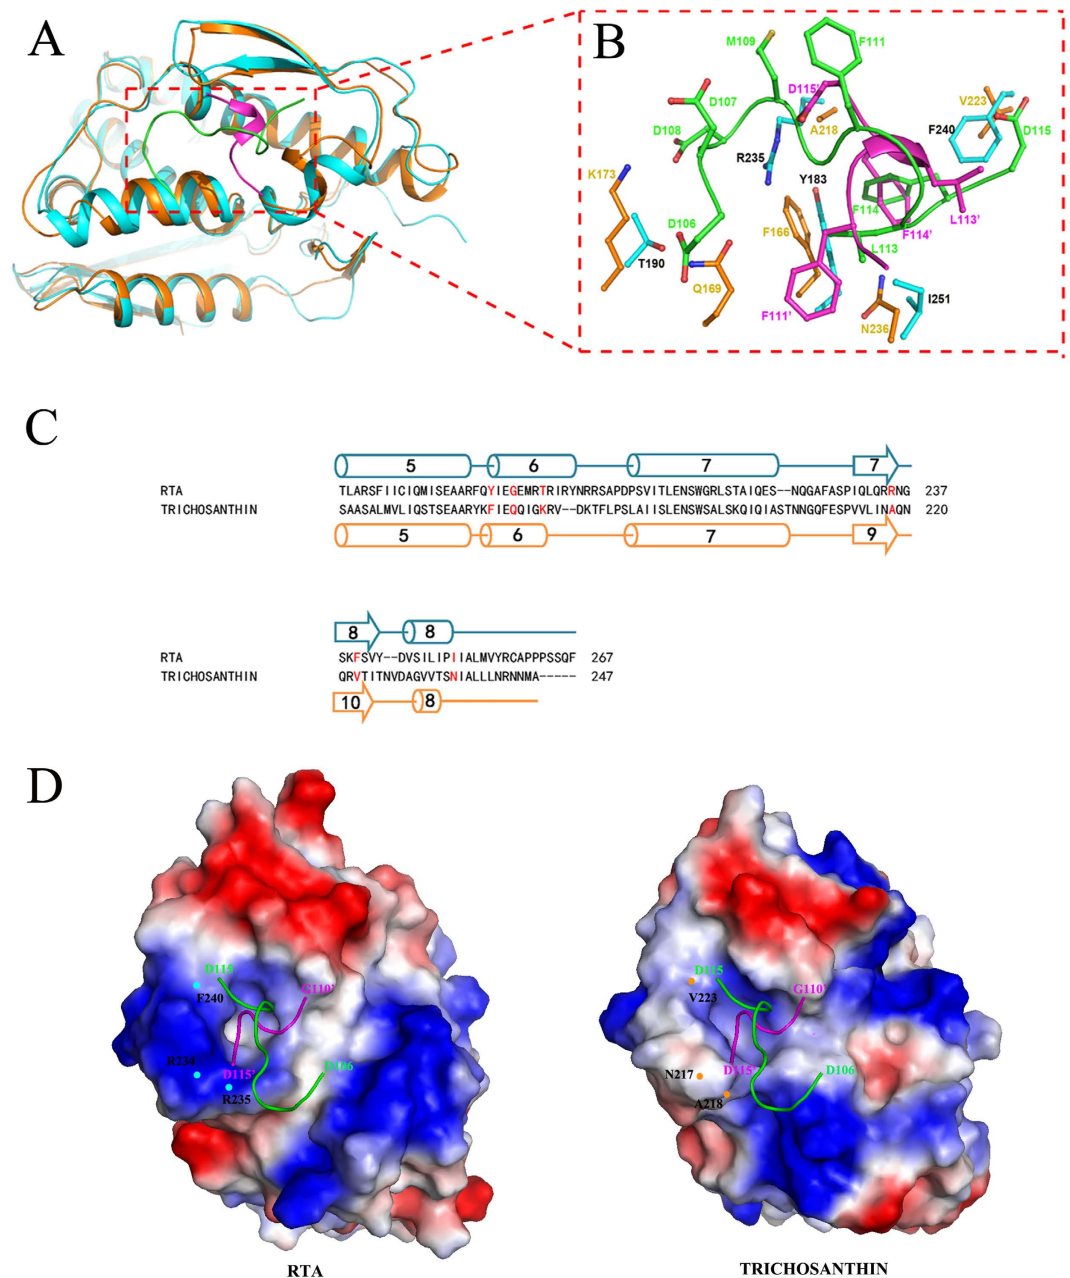 A
B
M109
F111
D107
D115'
V223
D108
A218
F240
D115
R235
K173
Y183
F114
L113'
D106
F166
F114'
T190
L113
Q169
I251
F111'
N236
C
5 6 7 7
RTA TLARSFIICIQMISEAARFQYIEGEMRTRIRYNRRSAPDPSVITLENSWGRLSTAIQES--NQGAFASPIQLQRRNG 237
TRICHOSANTHIN SAASALMVLIQSTSEAARYKFIEQQIGKRV--DKTFLPSLAIISLENSWSALSKQIQIASTNNGQFESPVVLINAQN 220
5 6 7 9
8 8
RTA SKFSVY--DVSILIPIIALMVYRCAPPPSSQF 267
TRICHOSANTHIN QRVTITNVDAGVVTSNIALLLNRNNMA----- 247
10 8
D
D115
G110'
F240
R234
D115'
D106
R235
RTA
D115
G110'
V223
N217
D115'
D106
A218
TRICHOSANTHIN